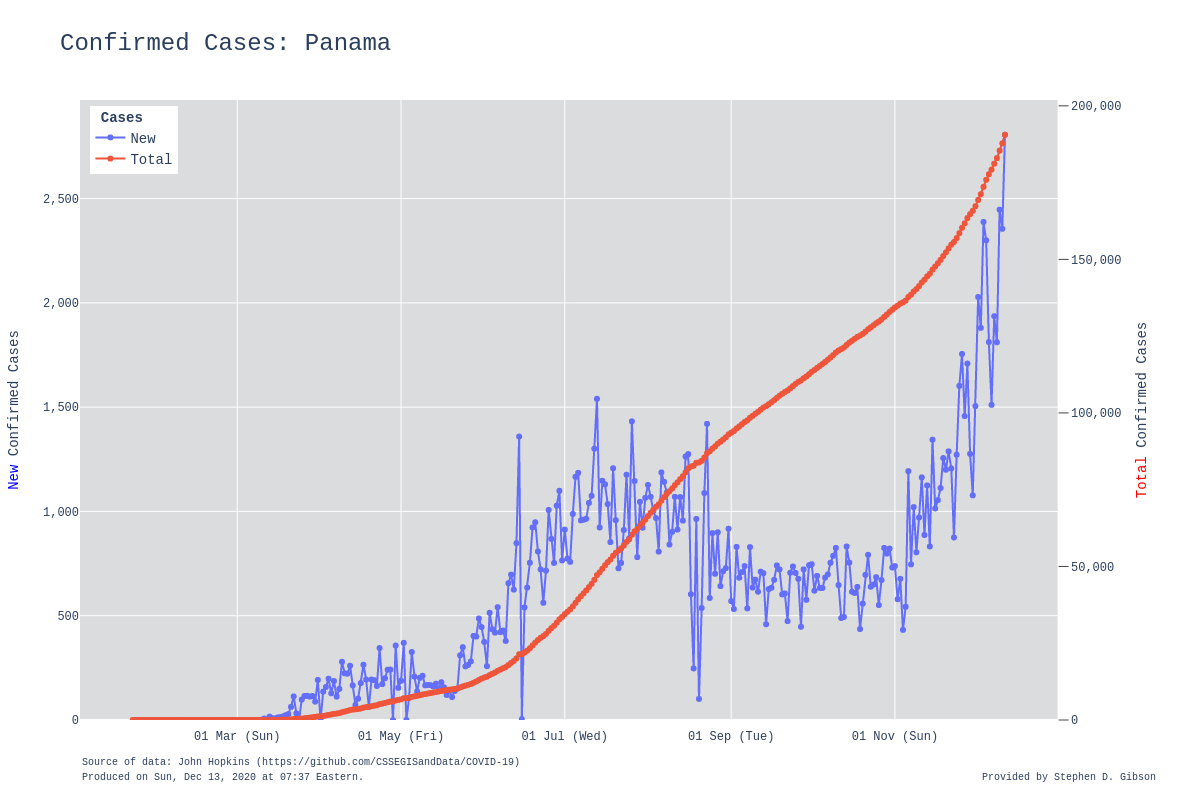 Confirmed Cases: Panama
Cases
New
Total
200,000
2,500
150,000
2,000
1,500
100,000
1,000
50,000
500
0
0
New Confirmed Cases
Total Confirmed Cases
01 Mar (Sun)
01 May (Fri)
01 Jul (Wed)
01 Sep (Tue)
01 Nov (Sun)
Source of data: John Hopkins (https://github.com/CSSEGISandData/COVID-19)
Produced on Sun, Dec 13, 2020 at 07:37 Eastern.
Provided by Stephen D. Gibson